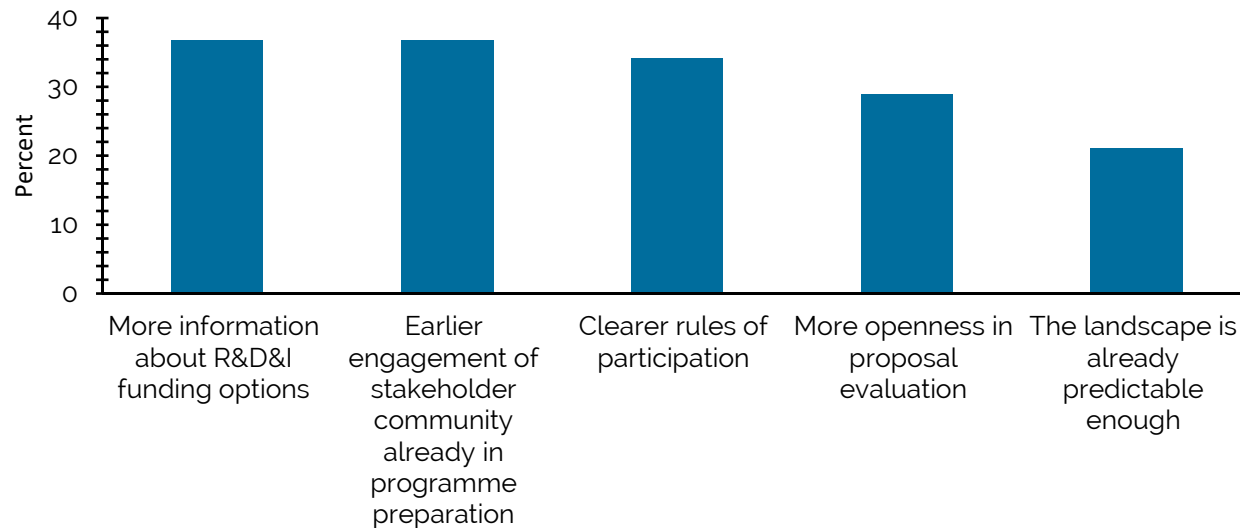 40
30
20
10
0
Percent
More information
about R&D&I
funding options
Earlier
engagement of
stakeholder
community
already in
programme
preparation
Clearer rules of
participation
More openness in
proposal
evaluation
The landscape is
already
predictable
enough